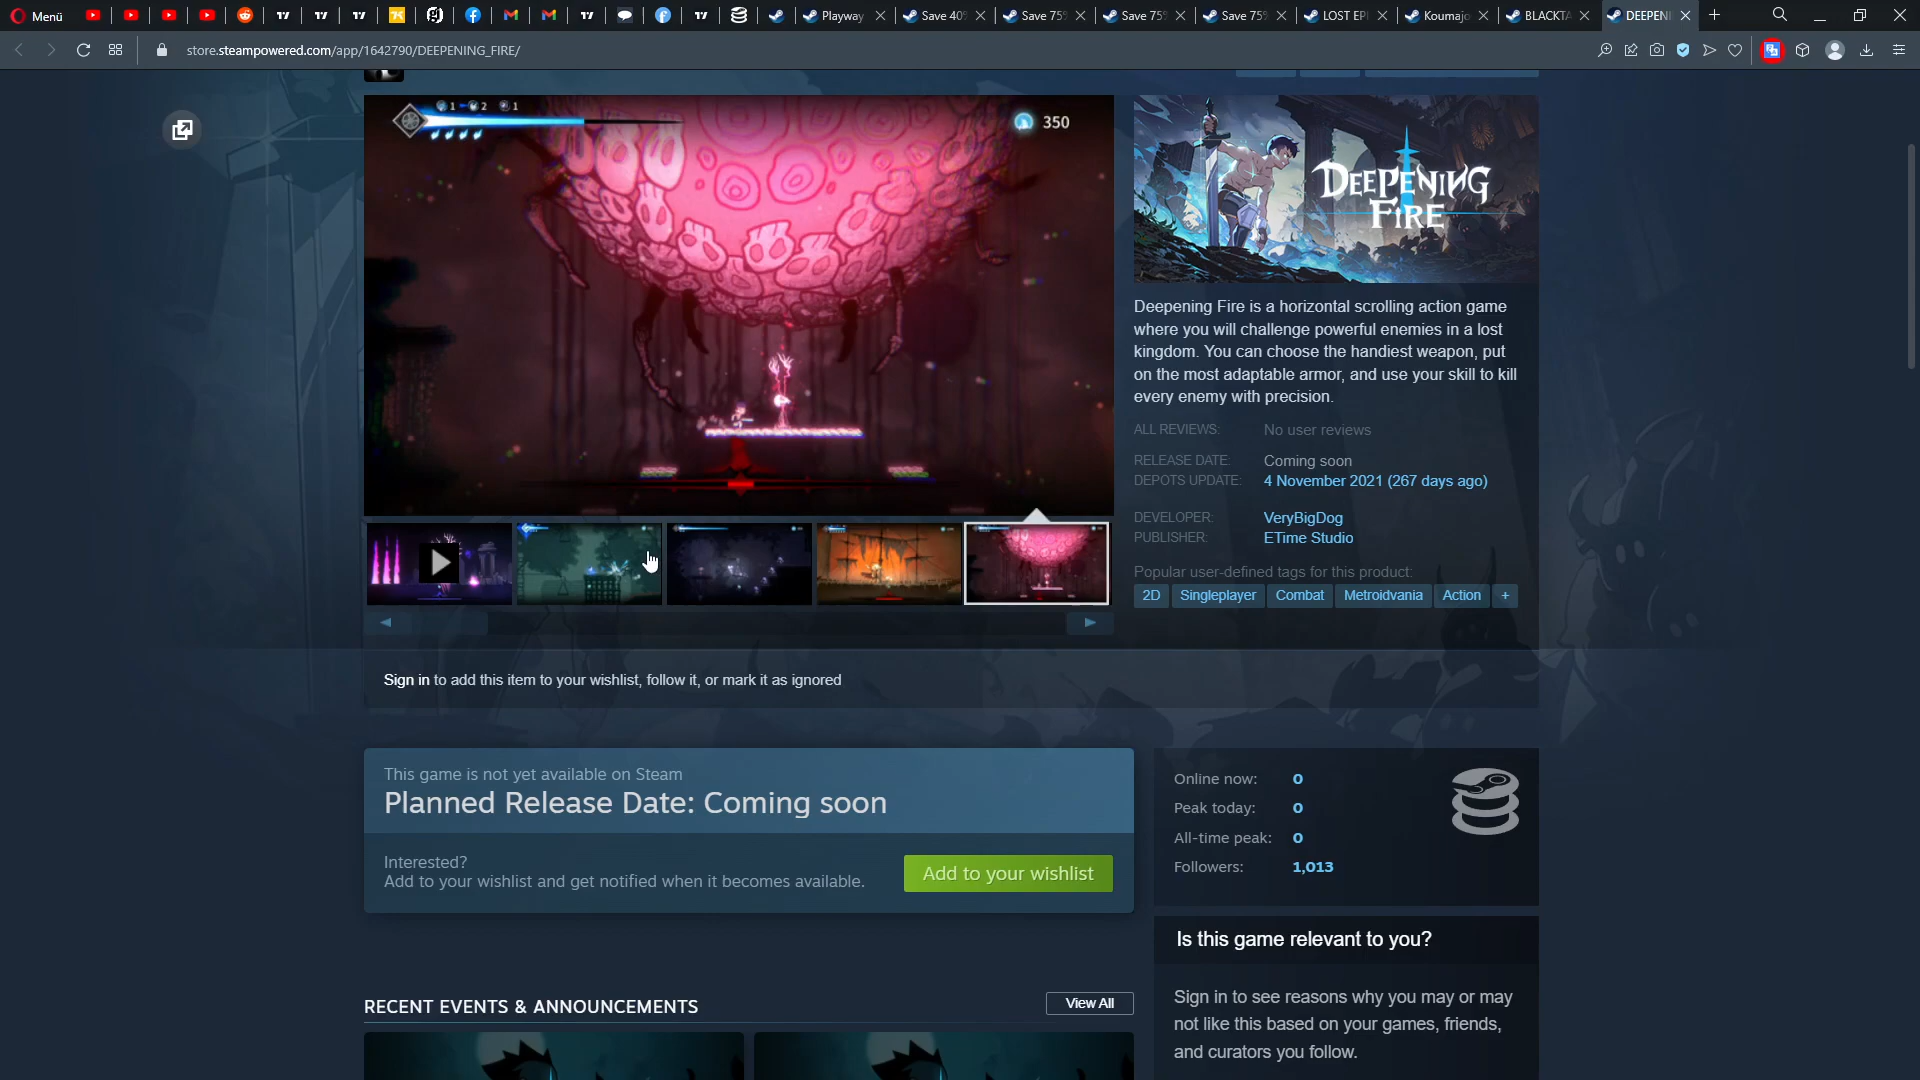 Menü
Playway
Save 40%
Save 75%
Save 75%
Save 75%
LOST EPI
Koumajo
BLACKTA
DEEPENI
store.steampowered.com/app/1642790/DEEPENING_FIRE/
1 2 1
350
DEEPENING
FIRE
Deepening Fire is a horizontal scrolling action game
where you will challenge powerful enemies in a lost
kingdom. You can choose the handiest weapon, put
on the most adaptable armor, and use your skill to kill
every enemy with precision.
ALL REVIEWS: No user reviews
RELEASE DATE: Coming soon
DEPOTS UPDATE: 4 November 2021 (267 days ago)
DEVELOPER: VeryBigDog
PUBLISHER: ETime Studio
Popular user-defined tags for this product:
2D Singleplayer Combat Metroidvania Action +
Sign in to add this item to your wishlist, follow it, or mark it as ignored
This game is not yet available on Steam
Planned Release Date: Coming soon
Interested?
Add to your wishlist and get notified when it becomes available.
Add to your wishlist
Online now: 0
Peak today: 0
All-time peak: 0
Followers: 1,013
Is this game relevant to you?
Sign in to see reasons why you may or may
not like this based on your games, friends,
and curators you follow.
RECENT EVENTS & ANNOUNCEMENTS
View All